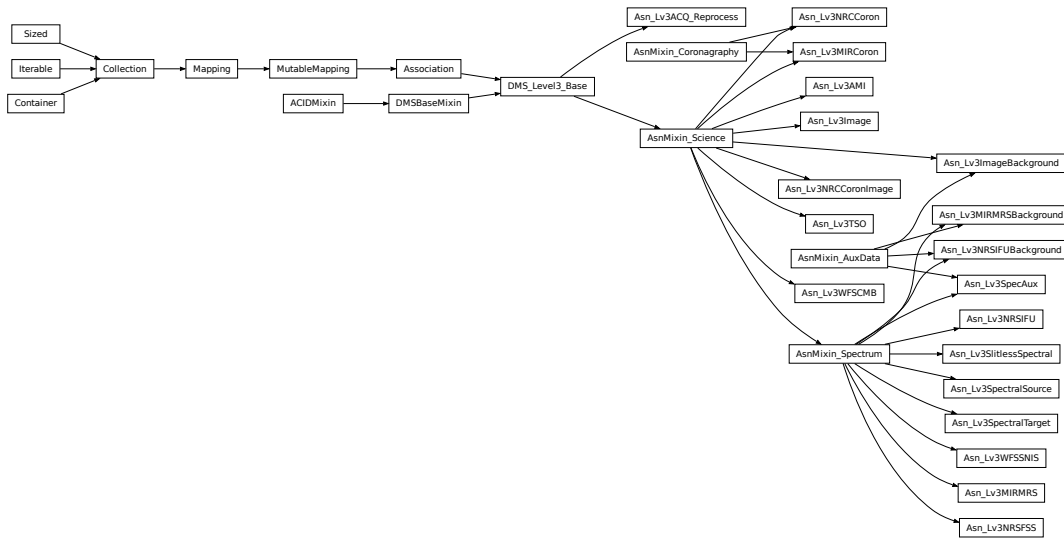 Asn_Lv3ACQ_Reprocess
Asn_Lv3NRCCoron
Sized
AsnMixin_Coronagraphy
Asn_Lv3MIRCoron
Iterable
Collection
Mapping
MutableMapping
Association
DMS_Level3_Base
Asn_Lv3AMI
Container
ACIDMixin
DMSBaseMixin
Asn_Lv3Image
AsnMixin_Science
Asn_Lv3ImageBackground
Asn_Lv3NRCCoronImage
Asn_Lv3MIRMRSBackground
Asn_Lv3TSO
Asn_Lv3NRSIFUBackground
AsnMixin_AuxData
Asn_Lv3SpecAux
Asn_Lv3WFSCMB
Asn_Lv3NRSIFU
AsnMixin_Spectrum
Asn_Lv3SlitlessSpectral
Asn_Lv3SpectralSource
Asn_Lv3SpectralTarget
Asn_Lv3WFSSNIS
Asn_Lv3MIRMRS
Asn_Lv3NRSFSS